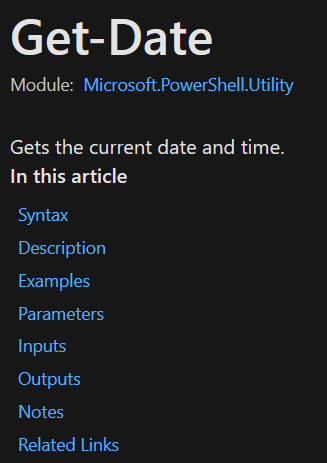 Get-Date
Module: Microsoft.PowerShell.Utility
Gets the current date and time.
In this article
Syntax
Description
Examples
Parameters
Inputs
Outputs
Notes
Related Links